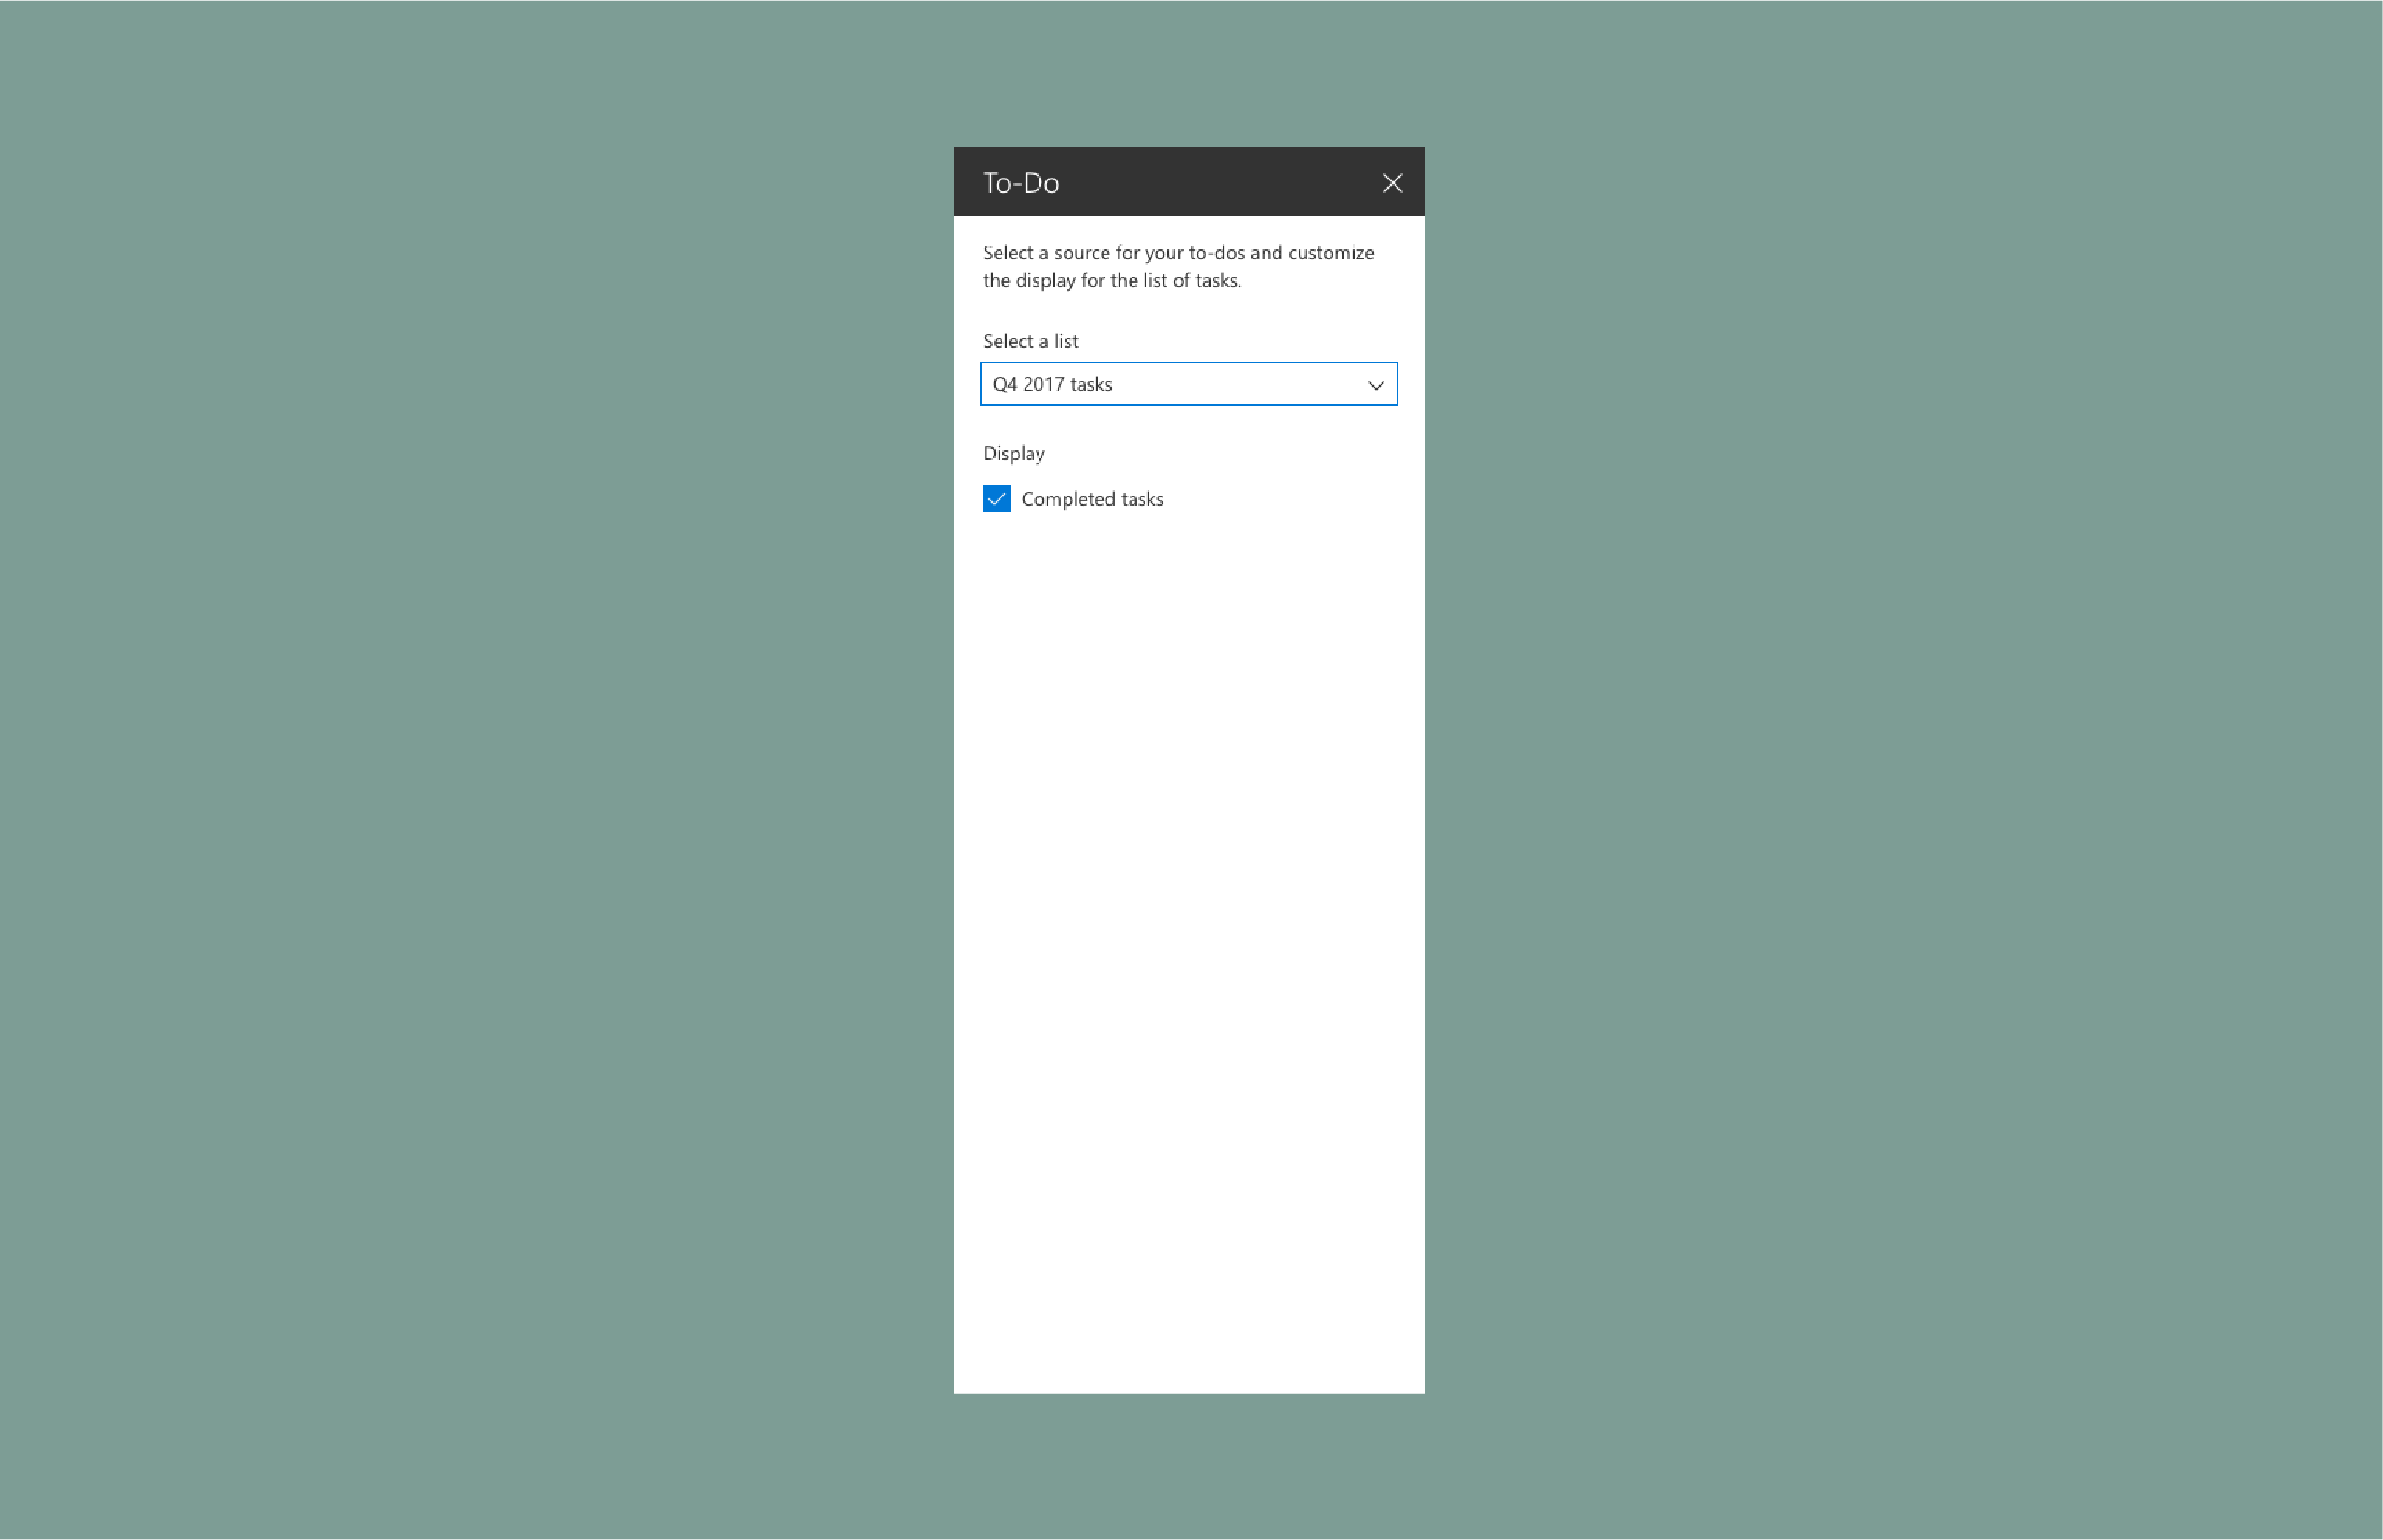 To-Do
Select a source for your to-dos and customize
the display for the list of tasks.
Select a list
Q4 2017 tasks
Display
Completed tasks